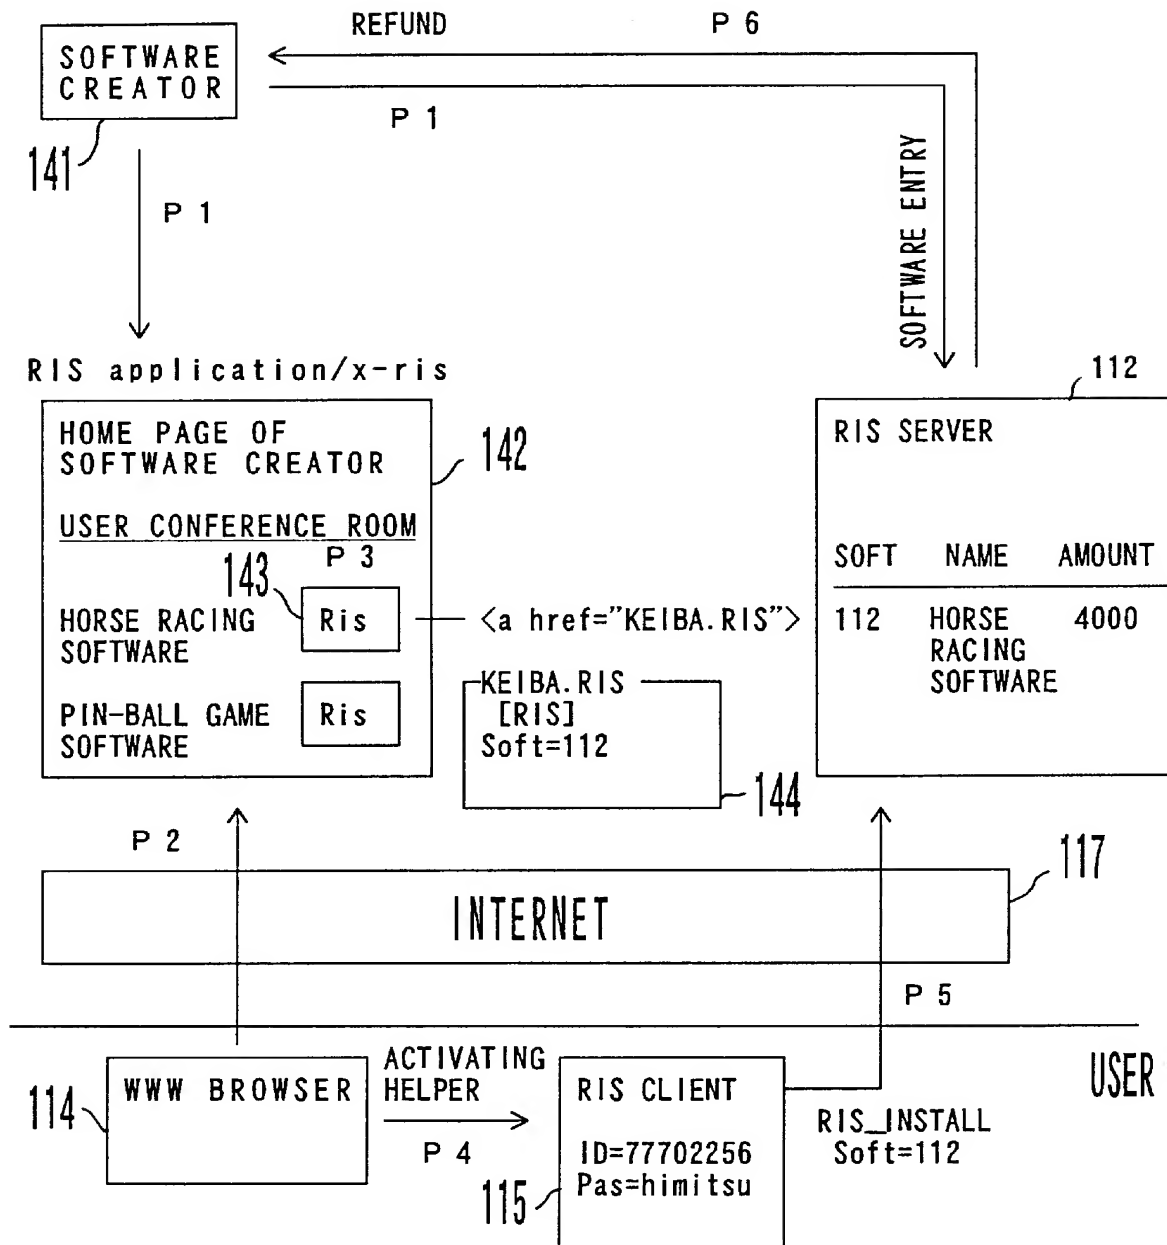 REFUND
P 6
SOFTWARE
CREATOR
P 1
141
P 1
SOFTWARE ENTRY
RIS application/x-ris
112
HOME PAGE OF
SOFTWARE CREATOR
142
RIS SERVER
USER CONFERENCE ROOM
P 3
143
SOFT NAME AMOUNT
HORSE RACING
SOFTWARE
Ris
<a href="KEIBA.RIS">
112 HORSE 4000
RACING
SOFTWARE
KEIBA.RIS
[RIS]
Soft=112
PIN-BALL GAME
SOFTWARE
Ris
144
P 2
117
INTERNET
P 5
USER
WWW BROWSER
114
ACTIVATING
HELPER
P 4
RIS CLIENT
ID=77702256
Pas=himitsu
115
RIS_INSTALL
Soft=112